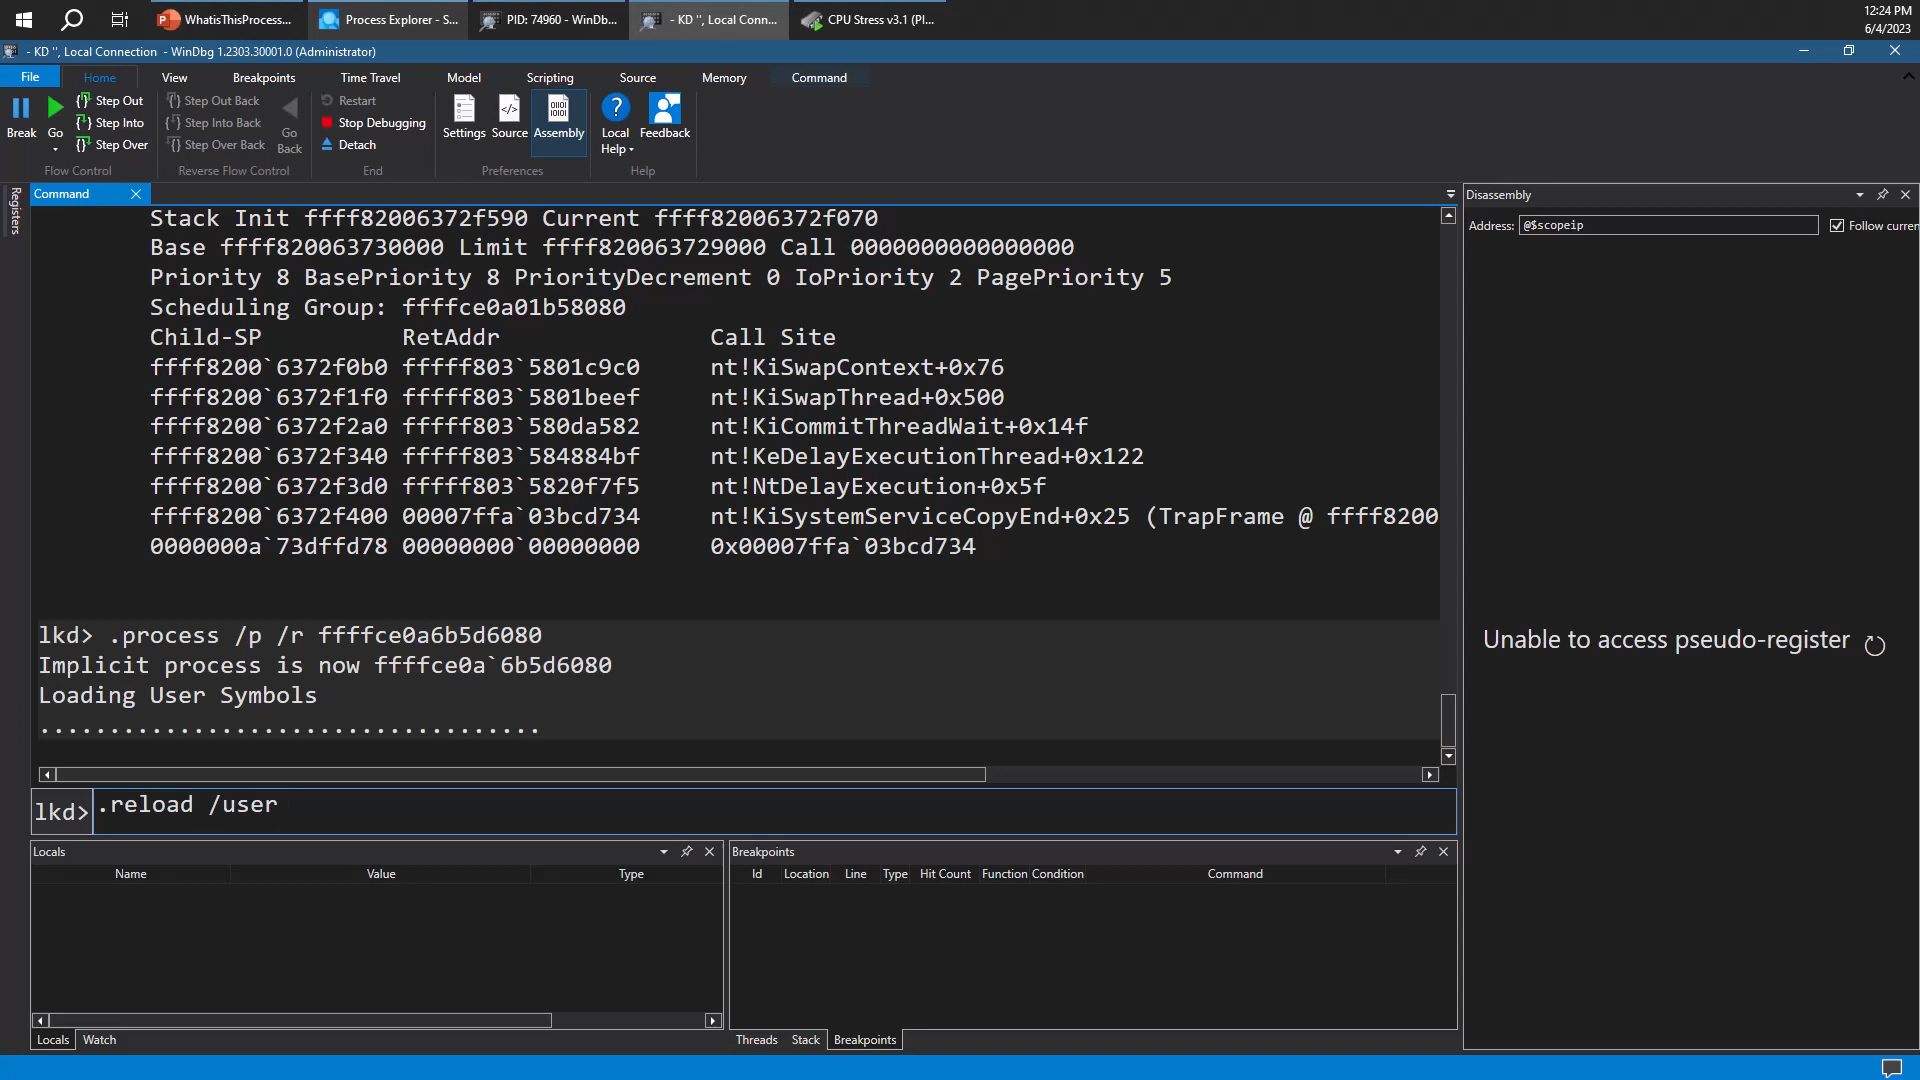 WhatisThisProcess...
Process Explorer - S...
PID: 74960 - WinDb...
- KD '', Local Conn...
CPU Stress v3.1 (PI...
12:24 PM
6/4/2023
- KD '', Local Connection - WinDbg 1.2303.30001.0 (Administrator)
File Home View Breakpoints Time Travel Model Scripting Source Memory Command
Break
Go
Step Out
Step Into
Step Over
Flow Control
Step Out Back
Step Into Back
Step Over Back
Go Back
Reverse Flow Control
Restart
Stop Debugging
Detach
End
Settings Source Assembly
Preferences
Local Help
Feedback
Help
Registers
Command
Stack Init ffff82006372f590 Current ffff82006372f070
Base ffff820063730000 Limit ffff820063729000 Call 0000000000000000
Priority 8 BasePriority 8 PriorityDecrement 0 IoPriority 2 PagePriority 5
Scheduling Group: ffffce0a01b58080
Child-SP RetAddr Call Site
ffff8200`6372f0b0 fffff803`5801c9c0 nt!KiSwapContext+0x76
ffff8200`6372f1f0 fffff803`5801beef nt!KiSwapThread+0x500
ffff8200`6372f2a0 fffff803`580da582 nt!KiCommitThreadWait+0x14f
ffff8200`6372f340 fffff803`584884bf nt!KeDelayExecutionThread+0x122
ffff8200`6372f3d0 fffff803`5820f7f5 nt!NtDelayExecution+0x5f
ffff8200`6372f400 00007ffa`03bcd734 nt!KiSystemServiceCopyEnd+0x25 (TrapFrame @ ffff8200
0000000a`73dffd78 00000000`00000000 0x00007ffa`03bcd734
lkd> .process /p /r ffffce0a6b5d6080
Implicit process is now ffffce0a`6b5d6080
Loading User Symbols
....................................
lkd> .reload /user
Disassembly
Address: @$scopeip Follow curren
Unable to access pseudo-register
Locals
Name Value Type
Locals Watch
Breakpoints
Id Location Line Type Hit Count Function Condition Command
Threads Stack Breakpoints